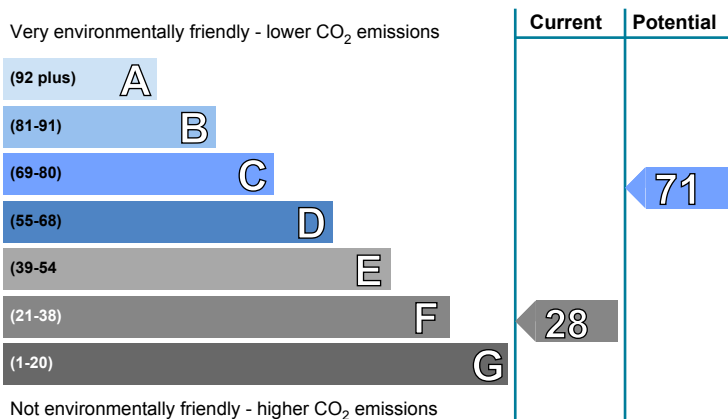 Current Potential
Very environmentally friendly - lower CO2 emissions
(92 plus) A
(81-91) B
(69-80) C
71
(55-68) D
(39-54 E
(21-38) F 28
(1-20) G
Not environmentally friendly - higher CO2 emissions